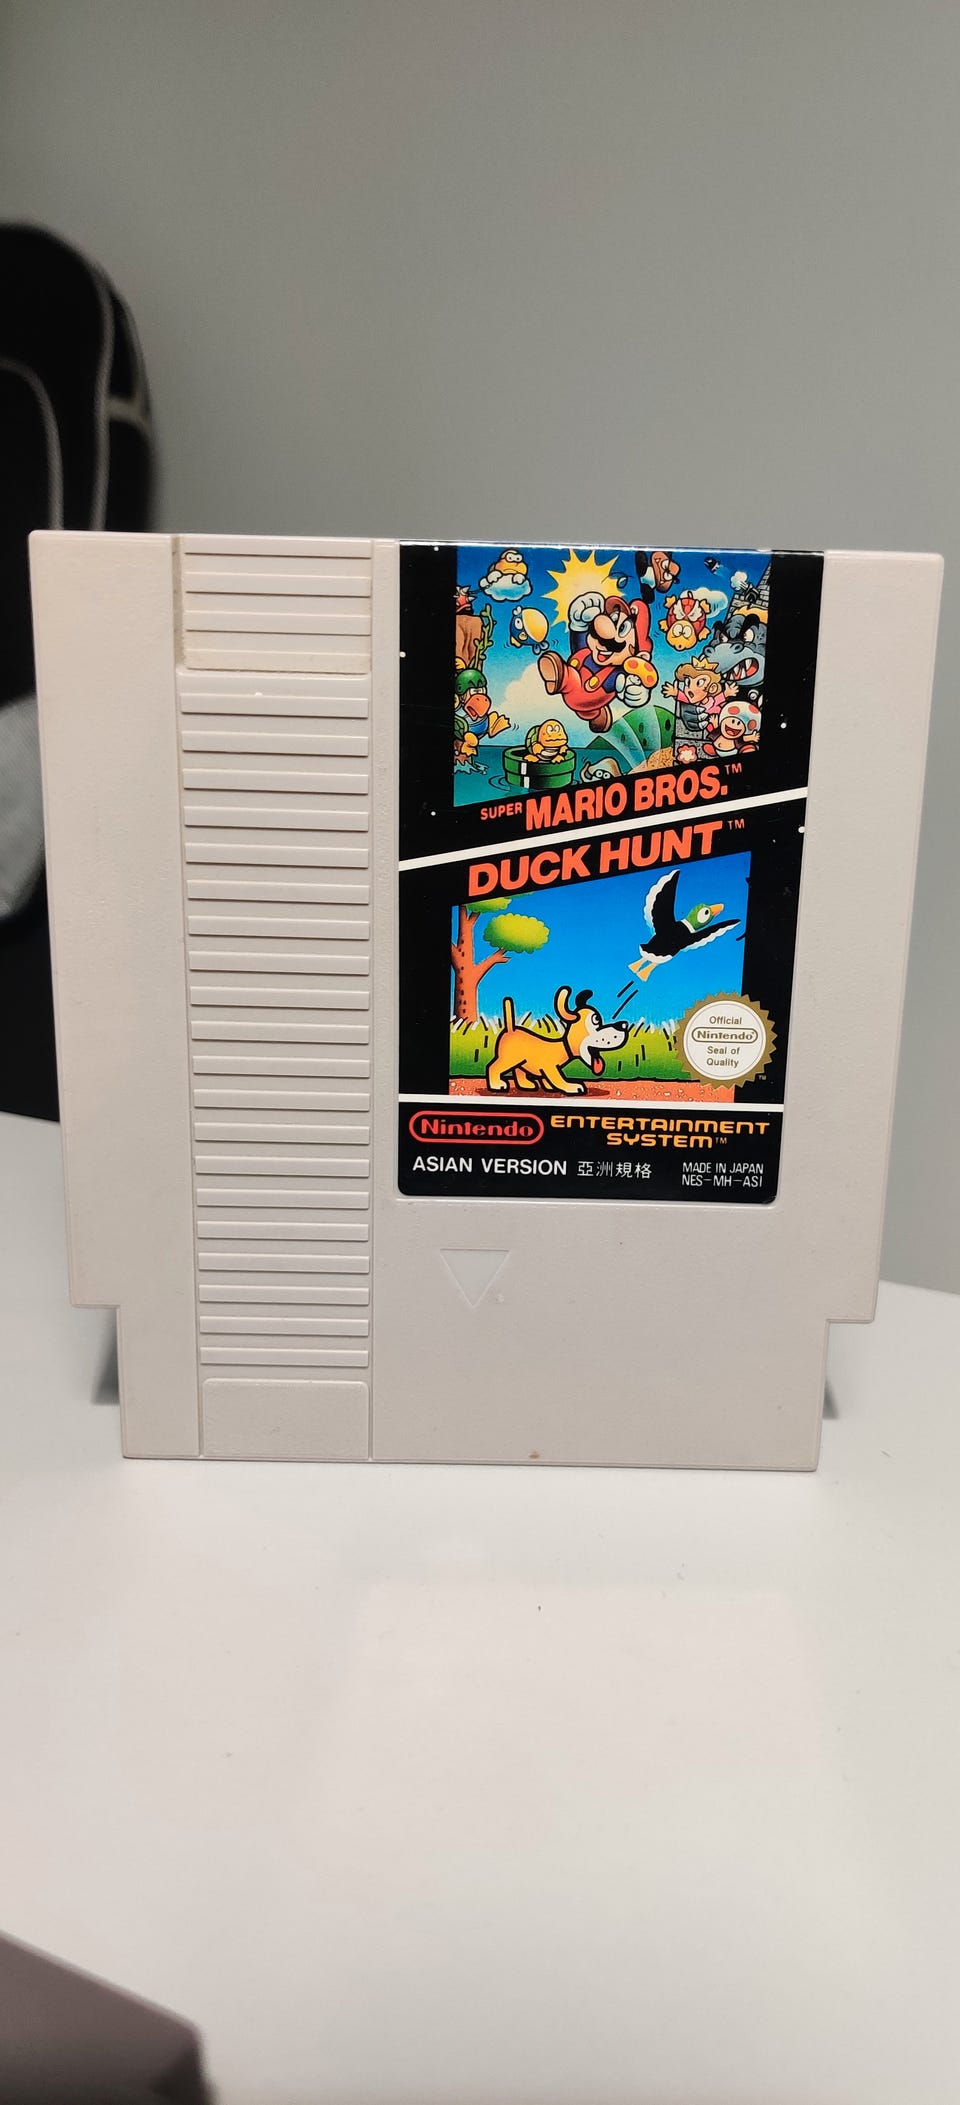 SUPER MARIO BROS.™
DUCK HUNT™
Official
Nintendo®
Seal of
Quality
™
Nintendo® ENTERTAINMENT
SYSTEM™
ASIAN VERSION 亞洲規格
MADE IN JAPAN
NES-MH-ASI